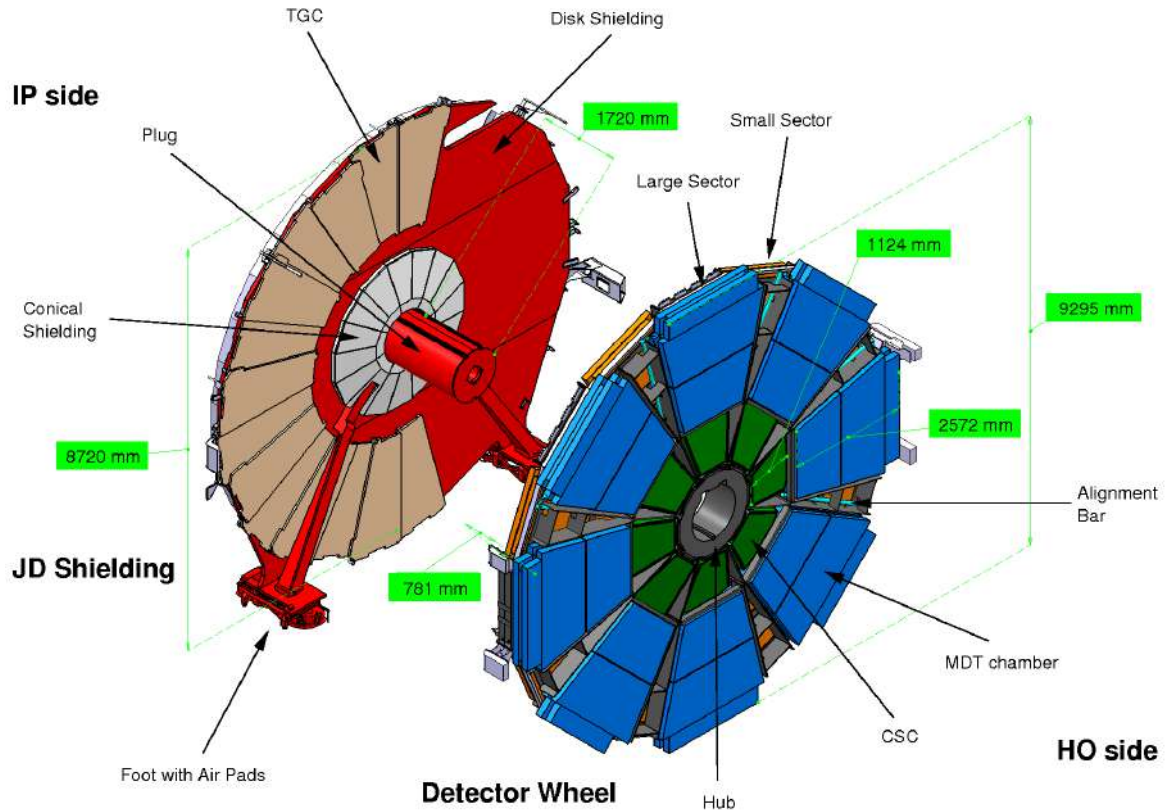 TGC
Disk Shielding
IP side
1720 mm
Plug
Small Sector
Large Sector
1124 mm
Conical
Shielding
9295 mm
2572 mm
8720 mm
Alignment
Bar
JD Shielding
781 mm
MDT chamber
CSC
HO side
Foot with Air Pads
Detector Wheel
Hub